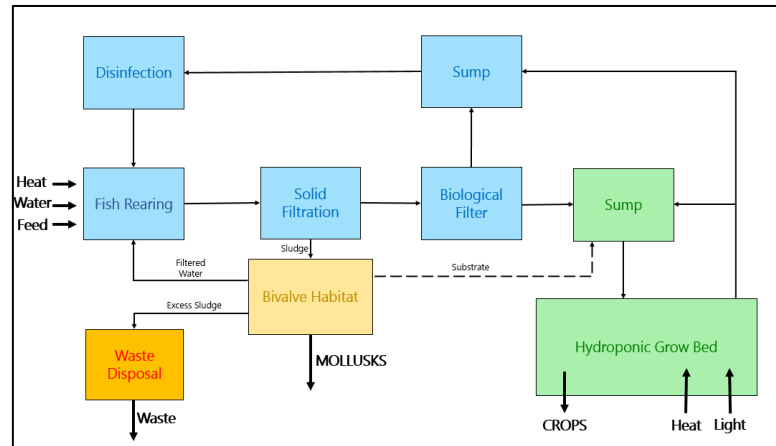 Disinfection
Sump
Heat
Water
Feed
Fish Rearing
Solid
Filtration
Biological
Filter
Sump
Sludge
Filtered
Water
Substrate
Bivalve Habitat
Excess Sludge
Waste
Disposal
MOLLUSKS
Hydroponic Grow Bed
Waste
CROPS
Heat
Light